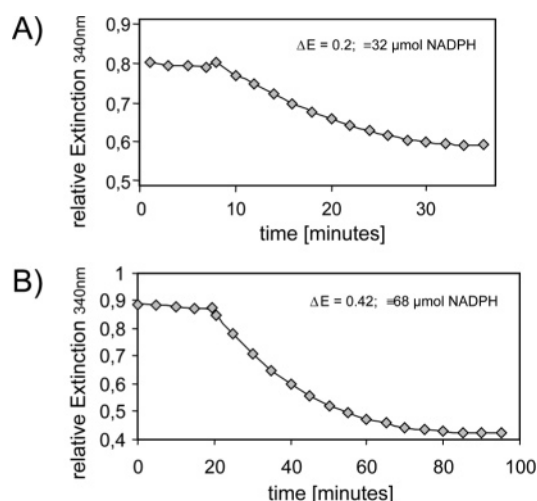 A)
relative Extinction 340nm
0,9
0,8
0,7
0,6
0,5
ΔE = 0.2; =32 µmol NADPH
0 10 20 30
time [minutes]
B)
relative Extinction 340nm
1
0,9
0,8
0,7
0,6
0,5
0,4
ΔE = 0.42; =68 µmol NADPH
0 20 40 60 80 100
time [minutes]